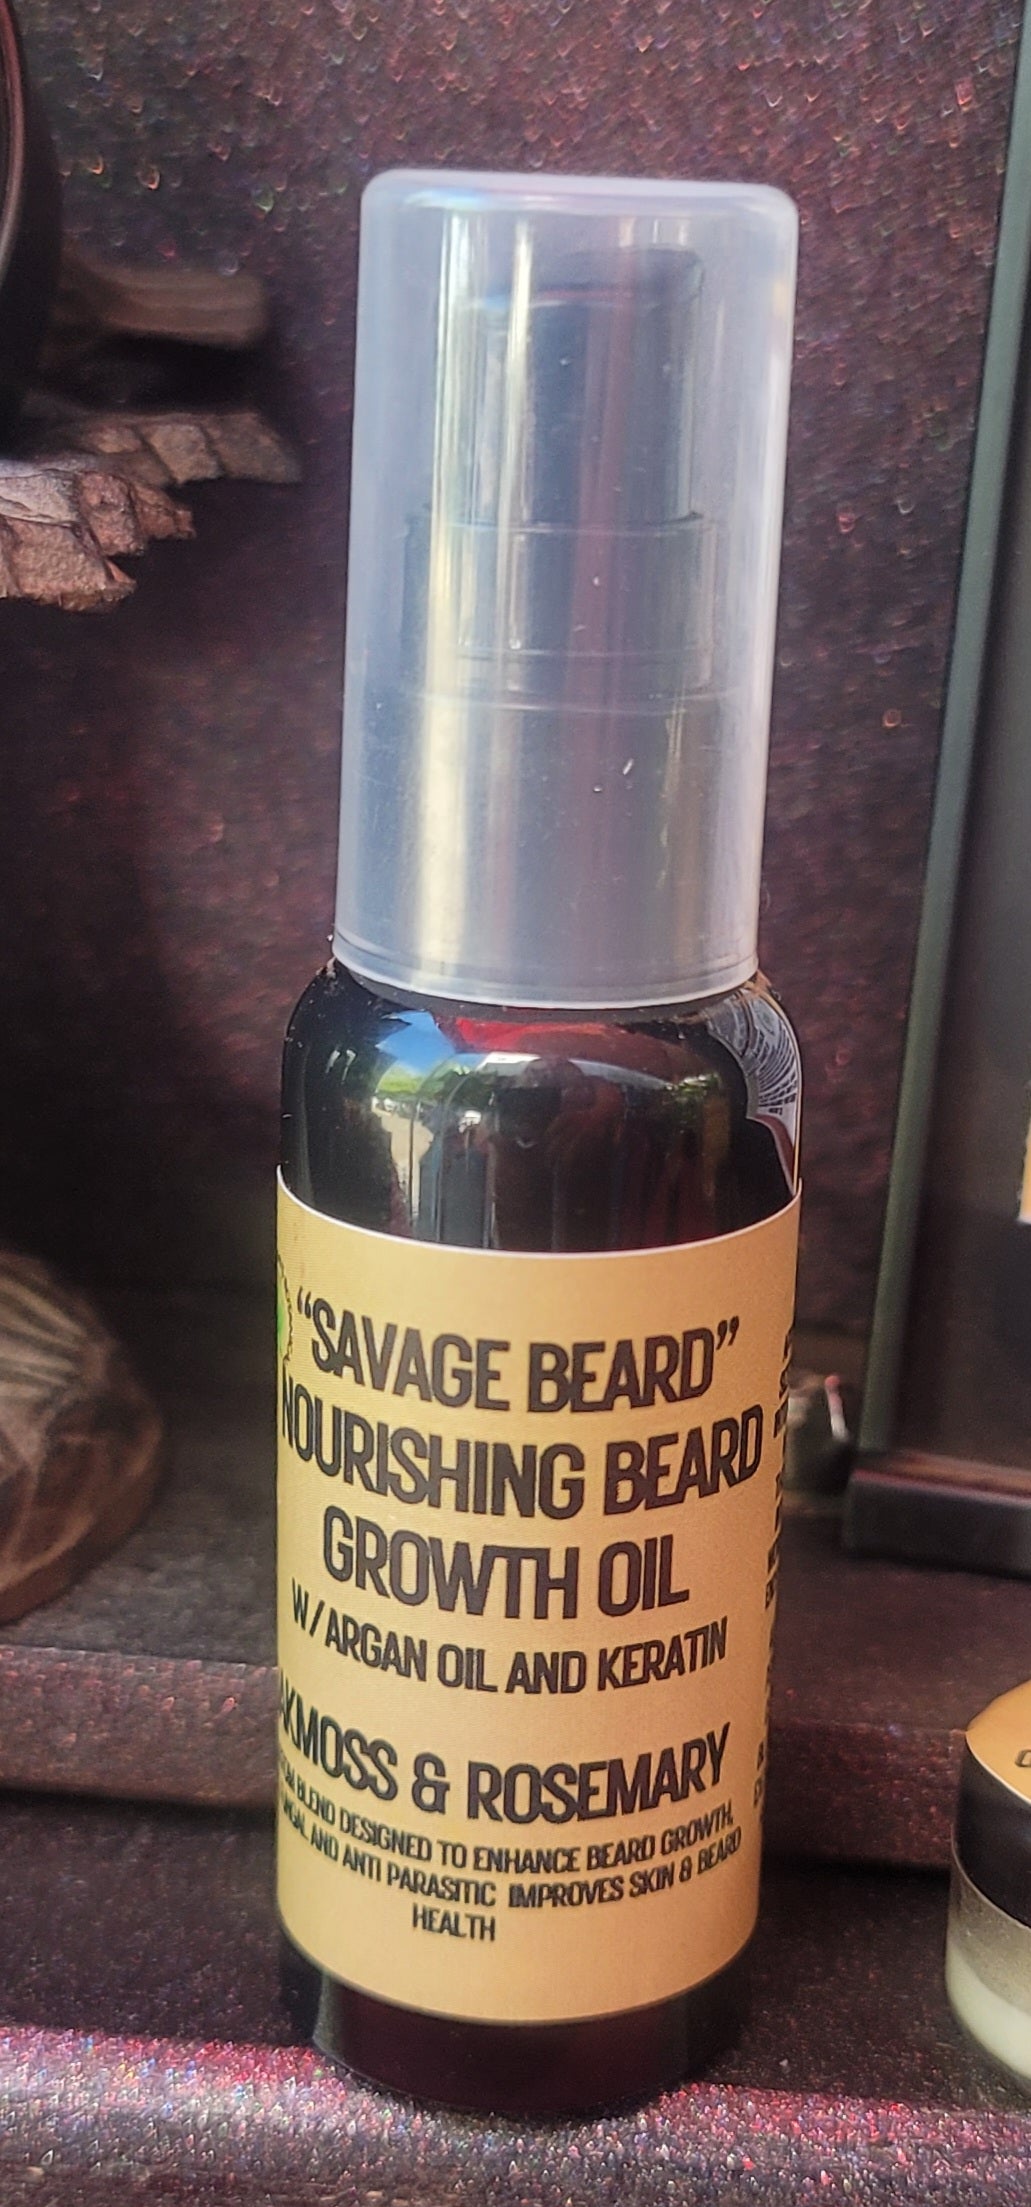 “SAVAGE BEARD”
NOURISHING BEARD
GROWTH OIL
W/ARGAN OIL AND KERATIN
& ROSEMARY
BLEND DESIGNED TO ENHANCE BEARD GROWTH,
AND ANTI PARASITIC IMPROVES SKIN & BEARD
HEALTH